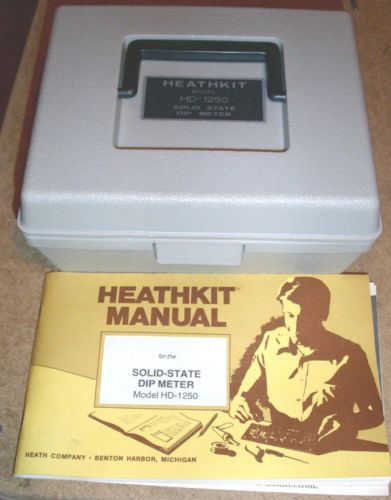 HEATHKIT
MODEL
HD-1250
SOLID STATE
DIP METER
HEATHKIT
MANUAL
for the
SOLID-STATE
DIP METER
Model HD-1250
HEATH COMPANY • BENTON HARBOR, MICHIGAN
connection.